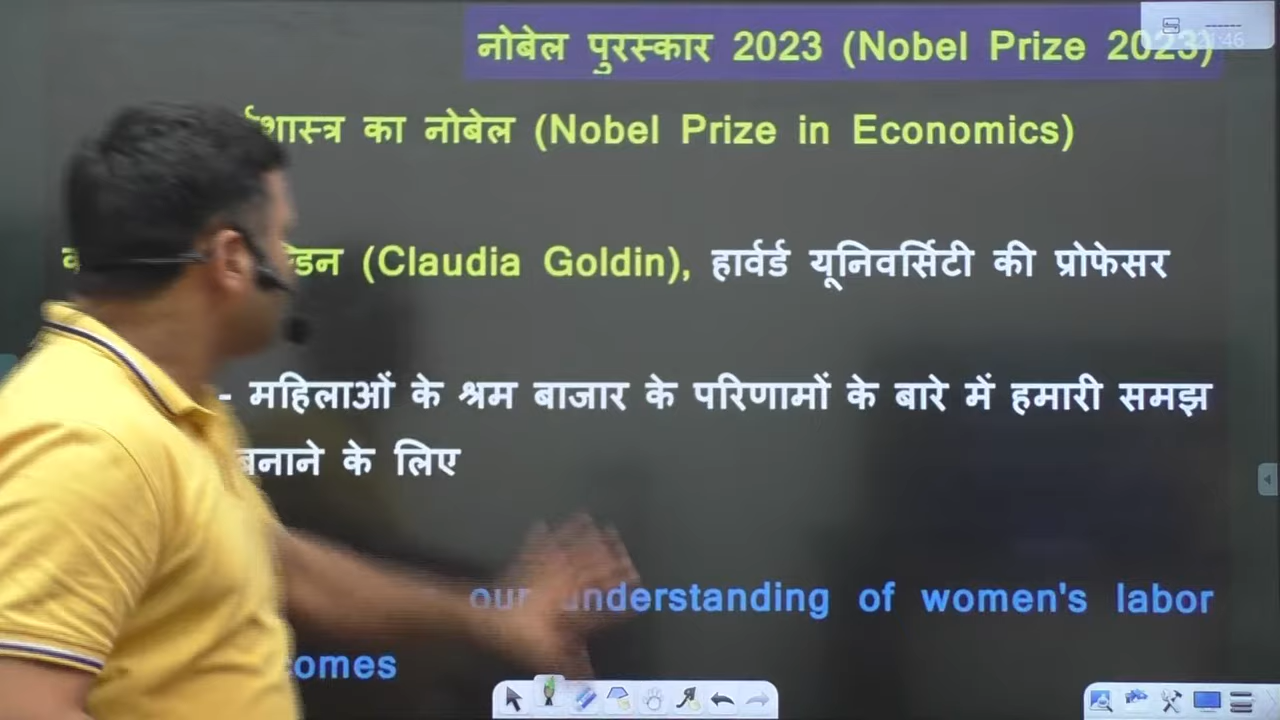 नोबेल पुरस्कार 2023 (Nobel Prize 2023)
का नोबेल (Nobel Prize in Economics)
(Claudia Goldin), हार्वर्ड यूनिवर्सिटी की प्रोफेसर
- महिलाओं के श्रम बाजार के परिणामों के बारे में हमारी समझ
बनाने के लिए
our understanding of women's labor